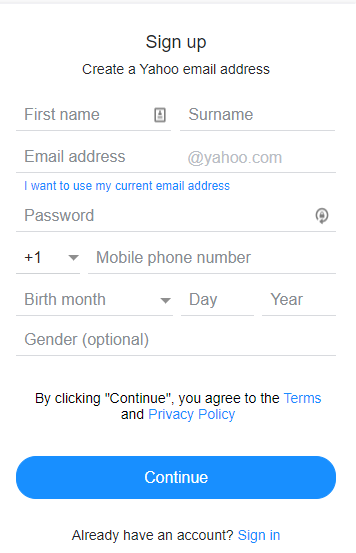 Sign up
Create a Yahoo email address
First name Surname
Email address @yahoo.com
I want to use my current email address
Password
+1 Mobile phone number
Birth month Day Year
Gender (optional)
By clicking "Continue", you agree to the Terms
and Privacy Policy
Continue
Already have an account? Sign in